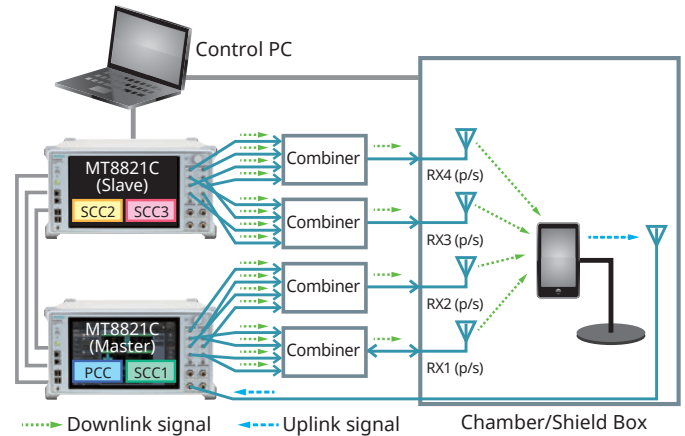 Control PC
MT8821C
(Slave)
SCC2
SCC3
Combiner
RX4 (p/s)
Combiner
RX3 (p/s)
Combiner
RX2 (p/s)
MT8821C
(Master)
PCC
SCC1
Combiner
RX1 (p/s)
Downlink signal
Uplink signal
Chamber/Shield Box